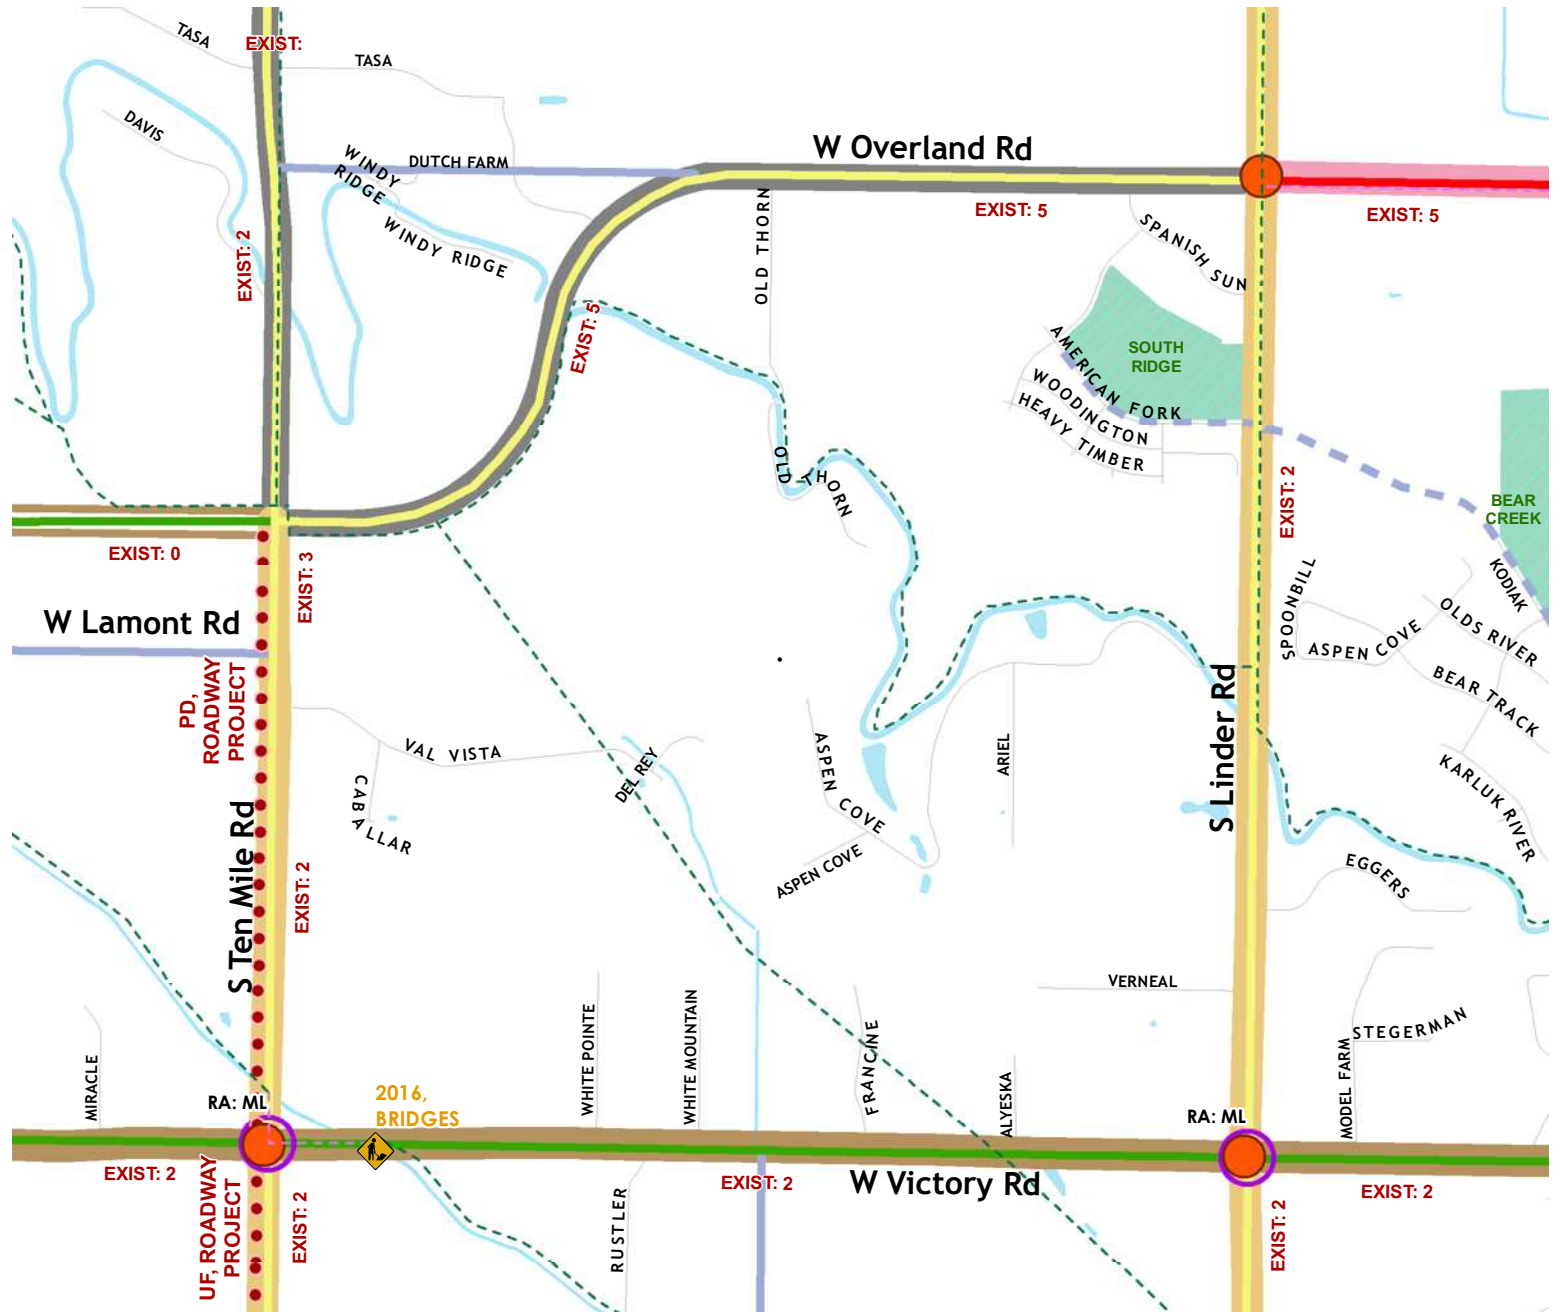 TASA
EXIST:
TASA
DAVIS
WINDY
RIDGE
DUTCH FARM
W Overland Rd
EXIST: 5
EXIST: 5
EXIST: 2
WINDY RIDGE
OLD THORN
SPANISH SUN
EXIST: 5
AMERICAN FORK
SOUTH
RIDGE
WOODINGTON
HEAVY TIMBER
OLD THORN
EXIST: 2
BEAR
CREEK
EXIST: 0
EXIST: 3
KODIAK
SPOONBILL
OLDS RIVER
ASPEN COVE
W Lamont Rd
PD,
ROADWAY
PROJECT
BEAR TRACK
S Linder Rd
VAL VISTA
DEL REY
ASPEN COVE
ARIEL
KARLUK RIVER
CABALLAR
S Ten Mile Rd
EXIST: 2
ASPEN COVE
EGGERS
VERNEAL
STEGERMAN
MIRACLE
WHITE POINTE
WHITE MOUNTAIN
FRANCINE
ALYESKA
MODEL FARM
RA: ML
2016,
BRIDGES
RA: ML
EXIST: 2
EXIST: 2
W Victory Rd
EXIST: 2
UF, ROADWAY
PROJECT
EXIST: 2
RUSTLER
EXIST: 2